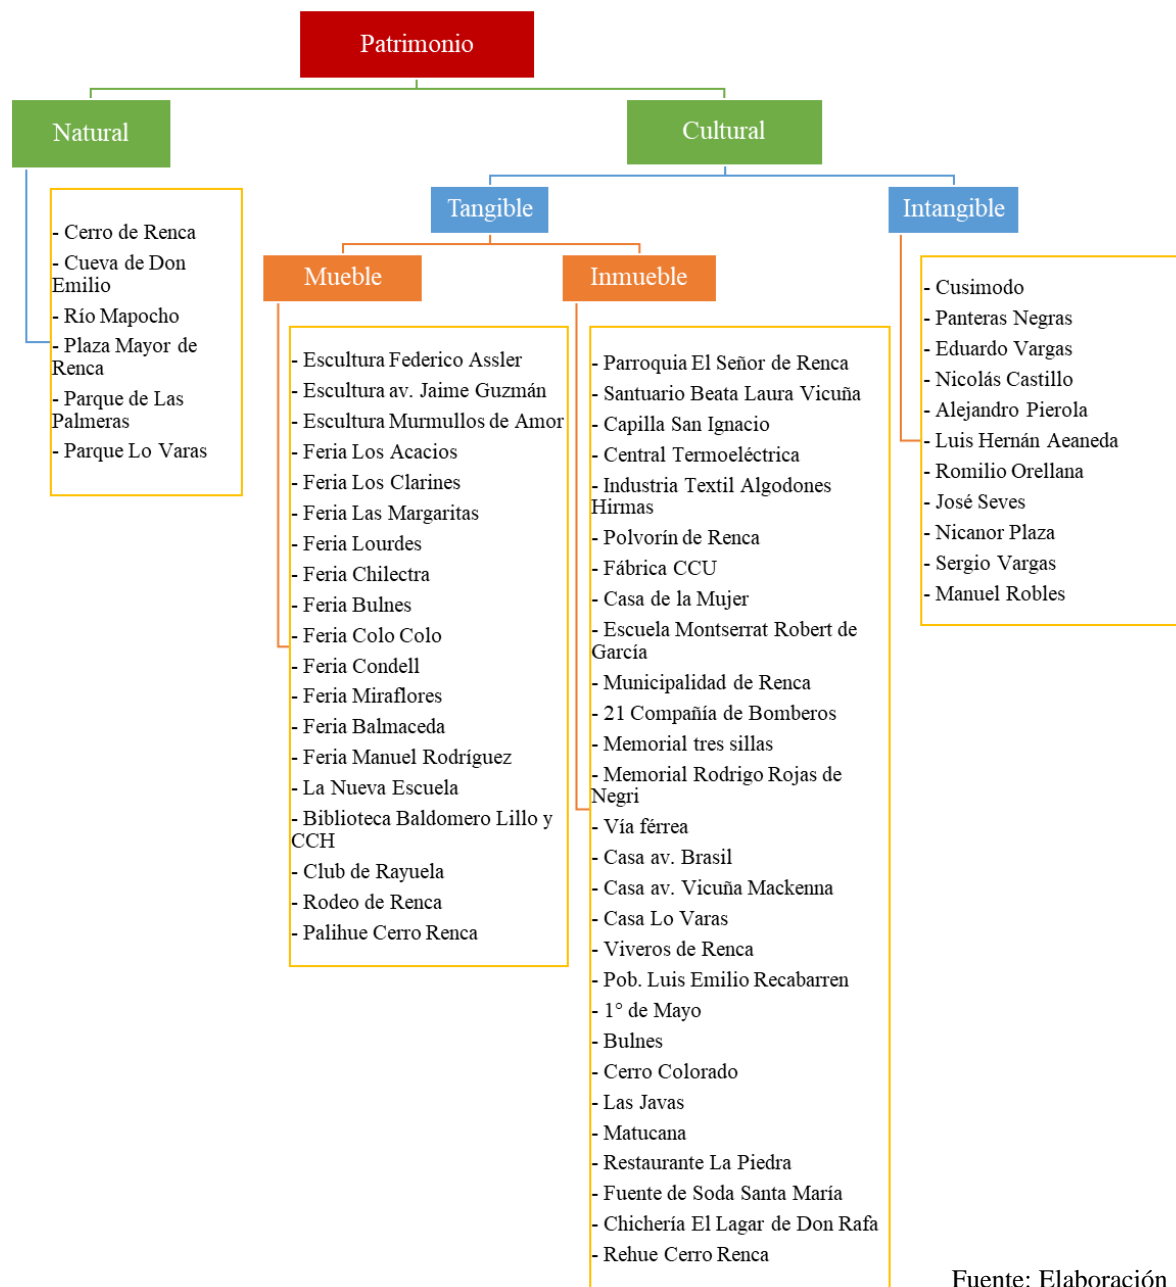 Patrimonio
Natural
- Cerro de Renca
- Cueva de Don
Emilio
- Río Mapocho
- Plaza Mayor de
Renca
- Parque de Las
Palmeras
- Parque Lo Varas
Cultural
Tangible
Mueble
- Escultura Federico Assler
- Escultura av. Jaime Guzmán
- Escultura Murmullos de Amor
- Feria Los Acacios
- Feria Los Clarines
- Feria Las Margaritas
- Feria Lourdes
- Feria Chilectra
- Feria Bulnes
- Feria Colo Colo
- Feria Condell
- Feria Miraflores
- Feria Balmaceda
- Feria Manuel Rodríguez
- La Nueva Escuela
- Biblioteca Baldomero Lillo y
CCH
- Club de Rayuela
- Rodeo de Renca
- Palihue Cerro Renca
Inmueble
- Parroquia El Señor de Renca
- Santuario Beata Laura Vicuña
- Capilla San Ignacio
- Central Termoeléctrica
- Industria Textil Algodones
Hirmas
- Polvorín de Renca
- Fábrica CCU
- Casa de la Mujer
- Escuela Montserrat Robert de
García
- Municipalidad de Renca
- 21 Compañía de Bomberos
- Memorial tres sillas
- Memorial Rodrigo Rojas de
Negri
- Vía férrea
- Casa av. Brasil
- Casa av. Vicuña Mackenna
- Casa Lo Varas
- Viveros de Renca
- Pob. Luis Emilio Recabarren
- 1° de Mayo
- Bulnes
- Cerro Colorado
- Las Javas
- Matucana
- Restaurante La Piedra
- Fuente de Soda Santa María
- Chichería El Lagar de Don Rafa
- Rehue Cerro Renca
Intangible
- Cusimodo
- Panteras Negras
- Eduardo Vargas
- Nicolás Castillo
- Alejandro Pierola
- Luis Hernán Aeaneda
- Romilio Orellana
- José Seves
- Nicanor Plaza
- Sergio Vargas
- Manuel Robles
Fuente: Elaboración